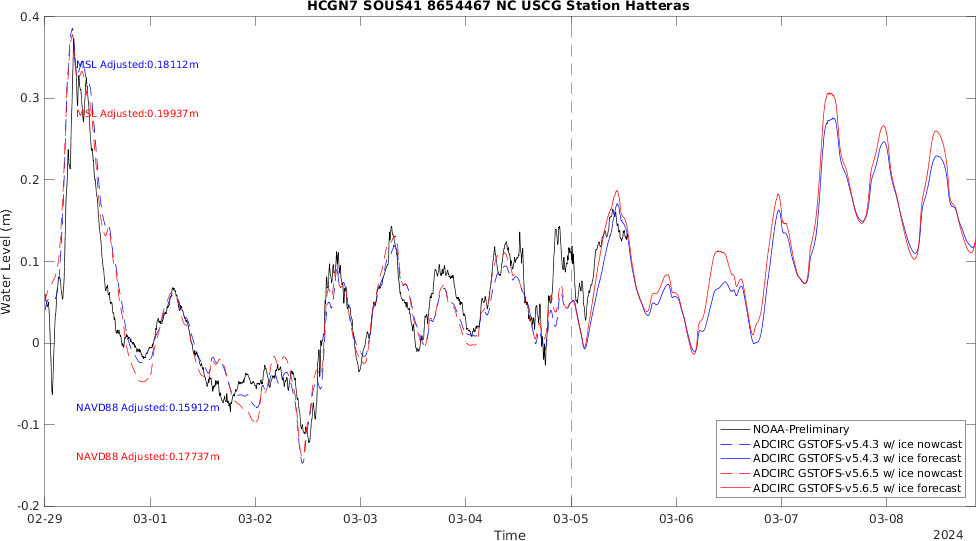 HCGN7 SOUS41 8654467 NC USCG Station Hatteras
0.4
0.3
0.2
0.1
0
-0.1
-0.2
Water Level (m)
MSL Adjusted:0.18112m
MSL Adjusted:0.19937m
NAVD88 Adjusted:0.15912m
NAVD88 Adjusted:0.17737m
NOAA-Preliminary
ADCIRC GSTOFS-v5.4.3 w/ ice nowcast
ADCIRC GSTOFS-v5.4.3 w/ ice forecast
ADCIRC GSTOFS-v5.6.5 w/ ice nowcast
ADCIRC GSTOFS-v5.6.5 w/ ice forecast
02-29 03-01 03-02 03-03 03-04 03-05 03-06 03-07 03-08
Time
2024